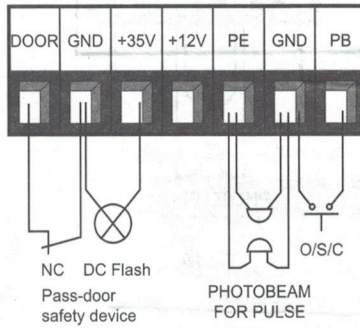 DOOR GND +35V +12V PE GND PB
O/S/C
NC DC Flash
Pass-door
safety device
PHOTOBEAM
FOR PULSE